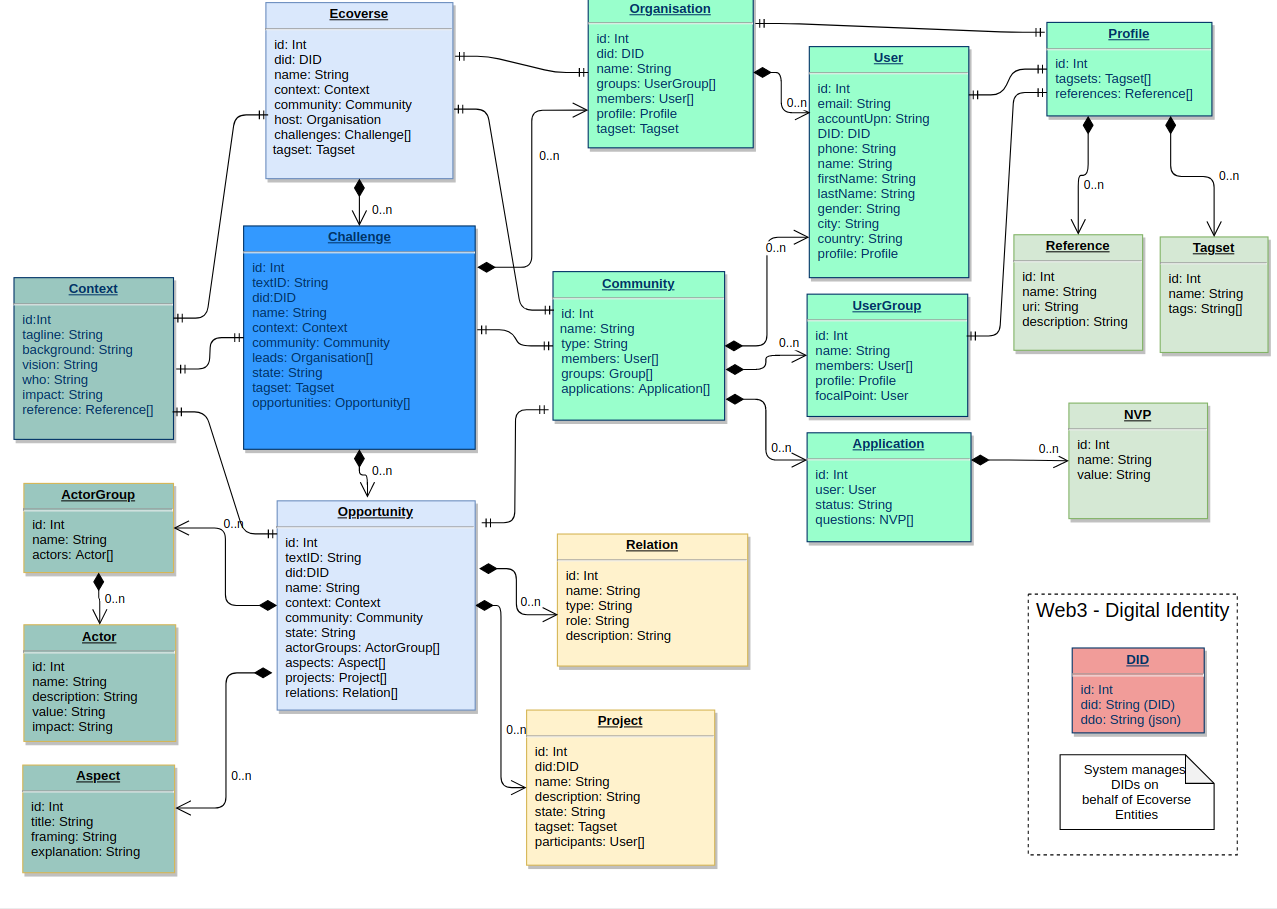 Ecoverse
id: Int
did: DID
name: String
context: Context
community: Community
host: Organisation
challenges: Challenge[]
tagset: Tagset
0..n
Organisation
id: Int
did: DID
name: String
groups: UserGroup[]
members: User[]
profile: Profile
tagset: Tagset
0..n
0..n
User
id: Int
email: String
accountUpn: String
DID: DID
phone: String
name: String
firstName: String
lastName: String
gender: String
city: String
country: String
profile: Profile
Profile
id: Int
tagsets: Tagset[]
references: Reference[]
0..n
0..n
Reference
id: Int
name: String
uri: String
description: String
Tagset
id: Int
name: String
tags: String[]
Challenge
id: Int
textID: String
did:DID
name: String
context: Context
community: Community
leads: Organisation[]
state: String
tagset: Tagset
opportunities: Opportunity[]
0..n
Context
id:Int
tagline: String
background: String
vision: String
who: String
impact: String
reference: Reference[]
Community
id: Int
name: String
type: String
members: User[]
groups: Group[]
applications: Application[]
0..n
0..n
0..n
UserGroup
id: Int
name: String
members: User[]
profile: Profile
focalPoint: User
Application
id: Int
user: User
status: String
questions: NVP[]
0..n
NVP
id: Int
name: String
value: String
ActorGroup
id: Int
name: String
actors: Actor[]
0..n
0..n
Actor
id: Int
name: String
description: String
value: String
impact: String
Aspect
id: Int
title: String
framing: String
explanation: String
0..n
Opportunity
id: Int
textID: String
did:DID
name: String
context: Context
community: Community
state: String
actorGroups: ActorGroup[]
aspects: Aspect[]
projects: Project[]
relations: Relation[]
0..n
0..n
Relation
id: Int
name: String
type: String
role: String
description: String
Project
id: Int
did:DID
name: String
description: String
state: String
tagset: Tagset
participants: User[]
Web3 - Digital Identity
DID
id: Int
did: String (DID)
ddo: String (json)
System manages
DIDs on
behalf of Ecoverse
Entities